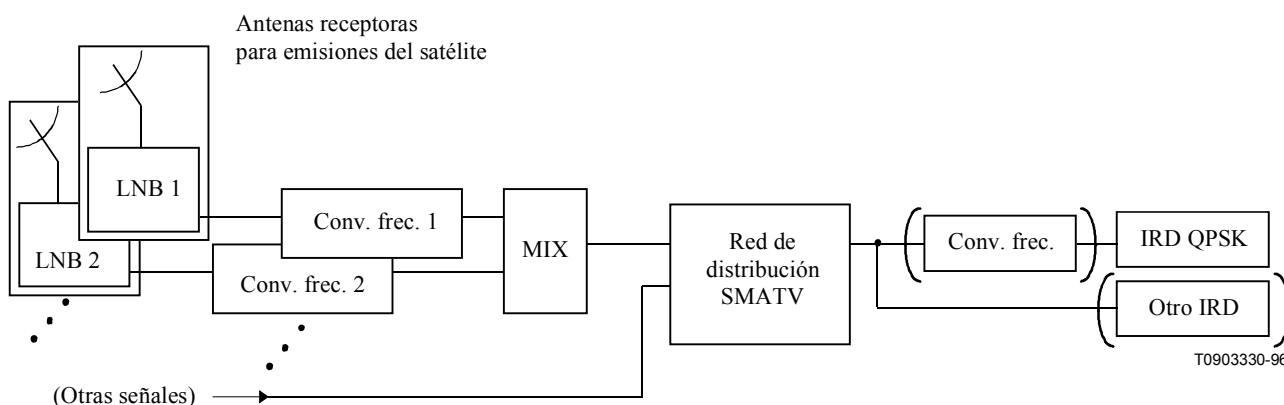 Antenas receptoras
para emisiones del satélite
LNB 1
LNB 2
Conv. frec. 1
Conv. frec. 2
MIX
Red de
distribución
SMATV
Conv. frec.
IRD QPSK
Otro IRD
T0903330-96
(Otras señales)